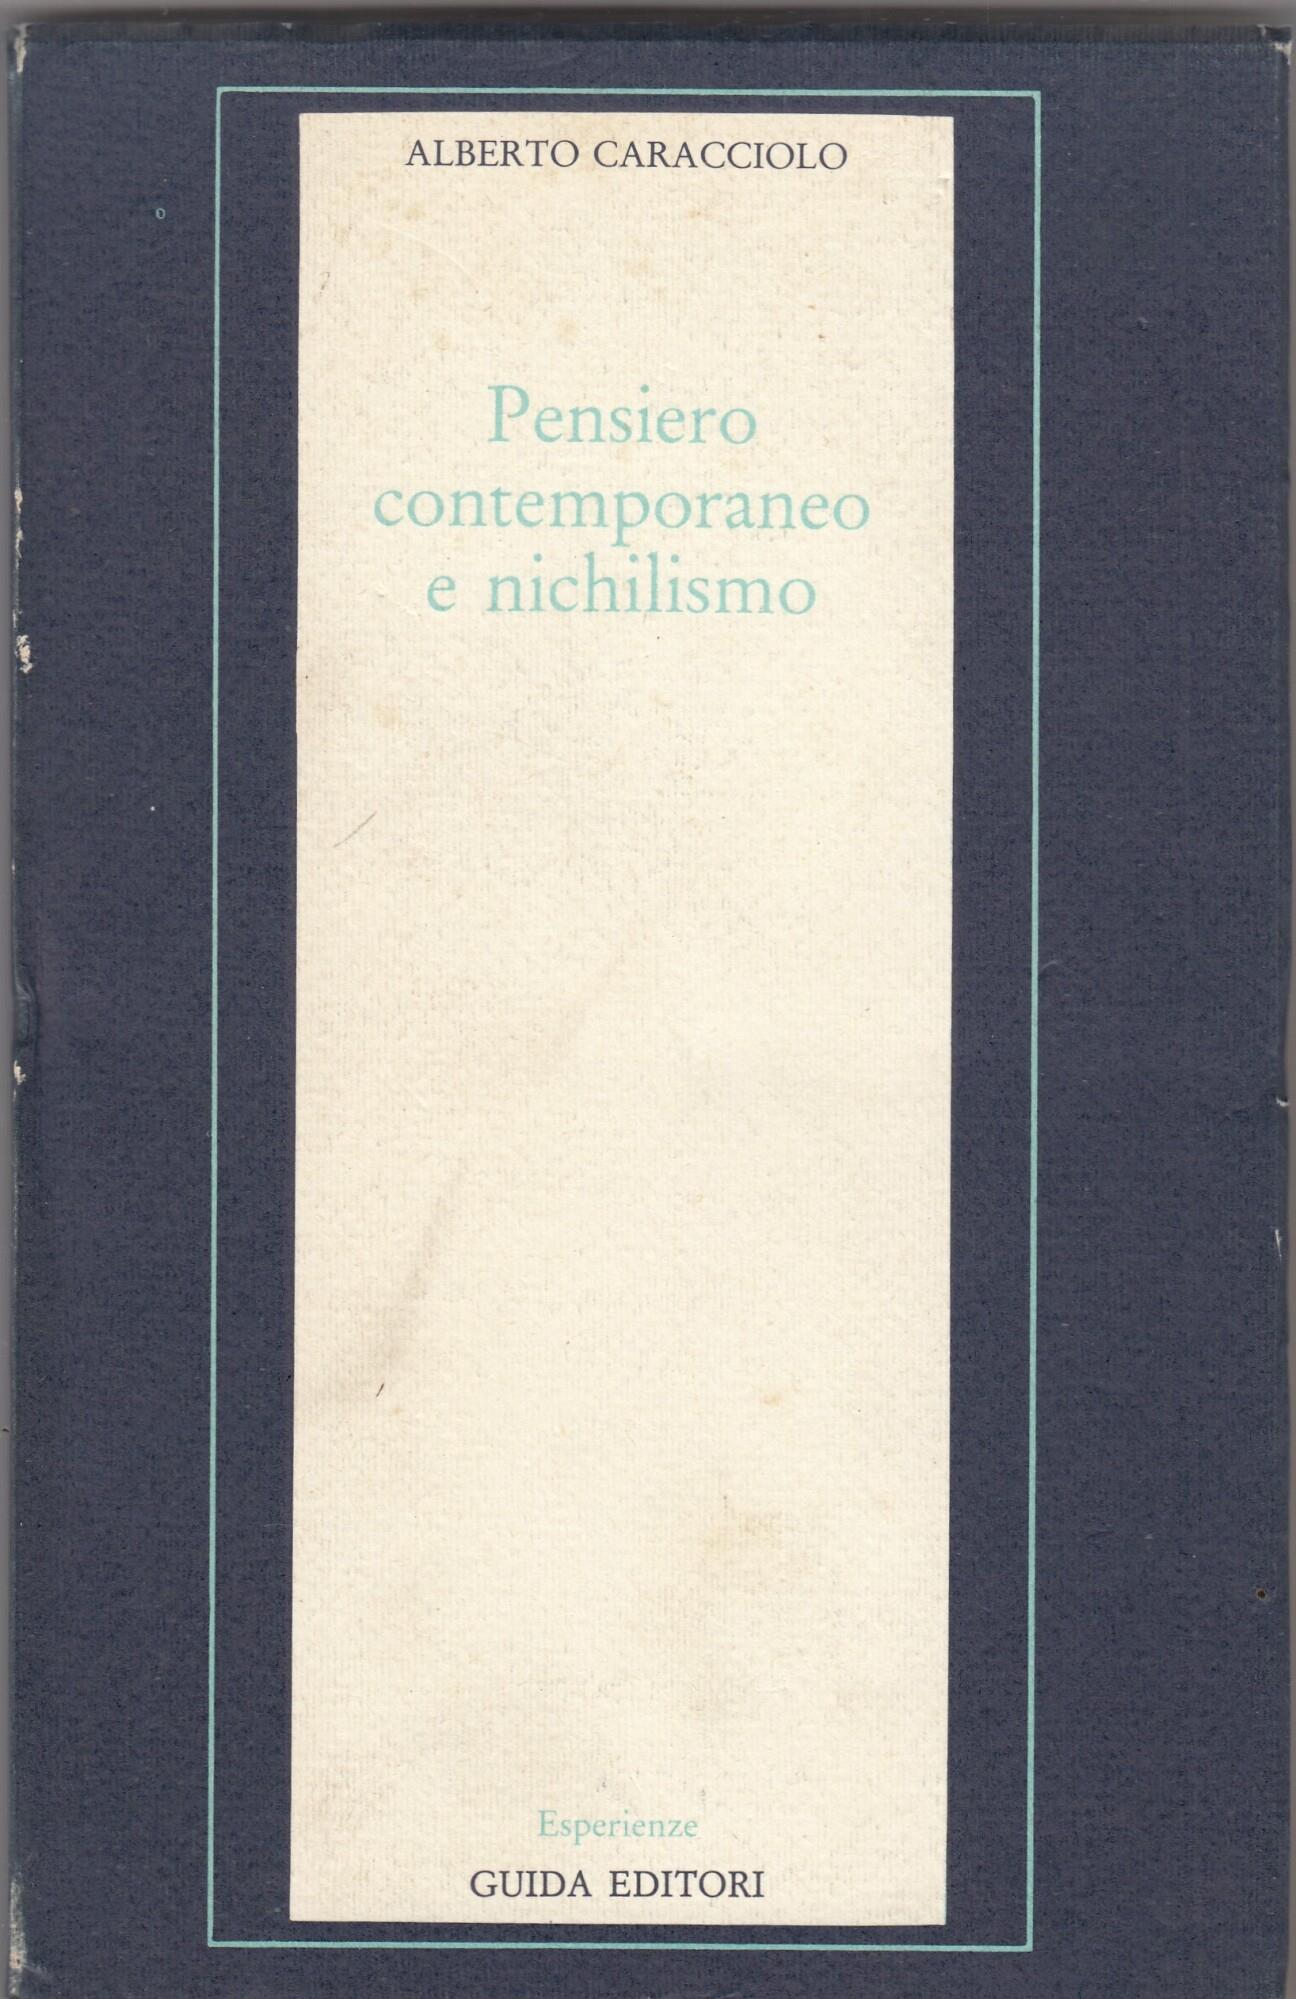 ALBERTO CARACCIOLO
Pensiero
contemporaneo
e nichilismo
Esperienze
GUIDA EDITORI